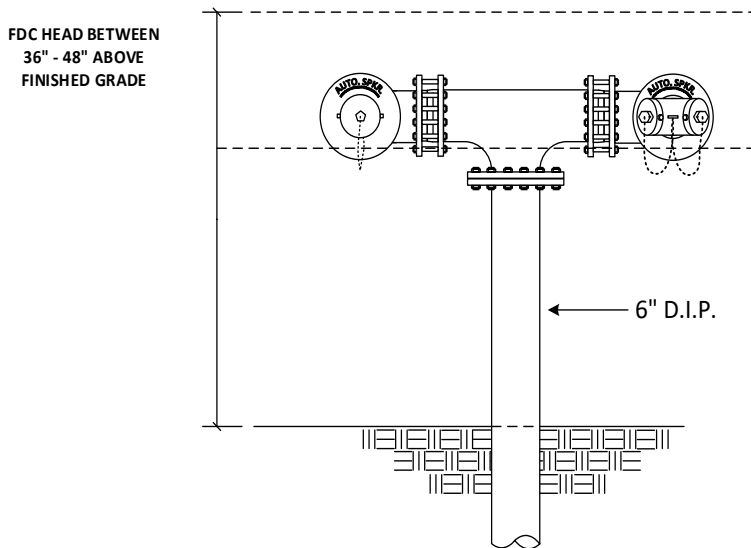 FDC HEAD BETWEEN
36" - 48" ABOVE
FINISHED GRADE
AUTO. SPKR.
AUTO. SPKR.
6" D.I.P.